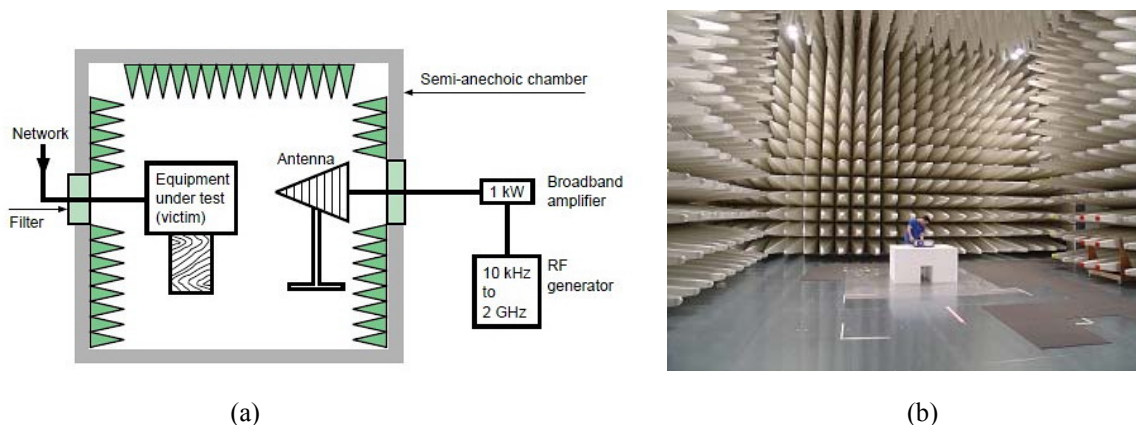 Semi-anechoic chamber
Network
Filter
Equipment
under test
(victim)
Antenna
1 kW
Broadband
amplifier
10 kHz
to
2 GHz
RF
generator
(a)
(b)